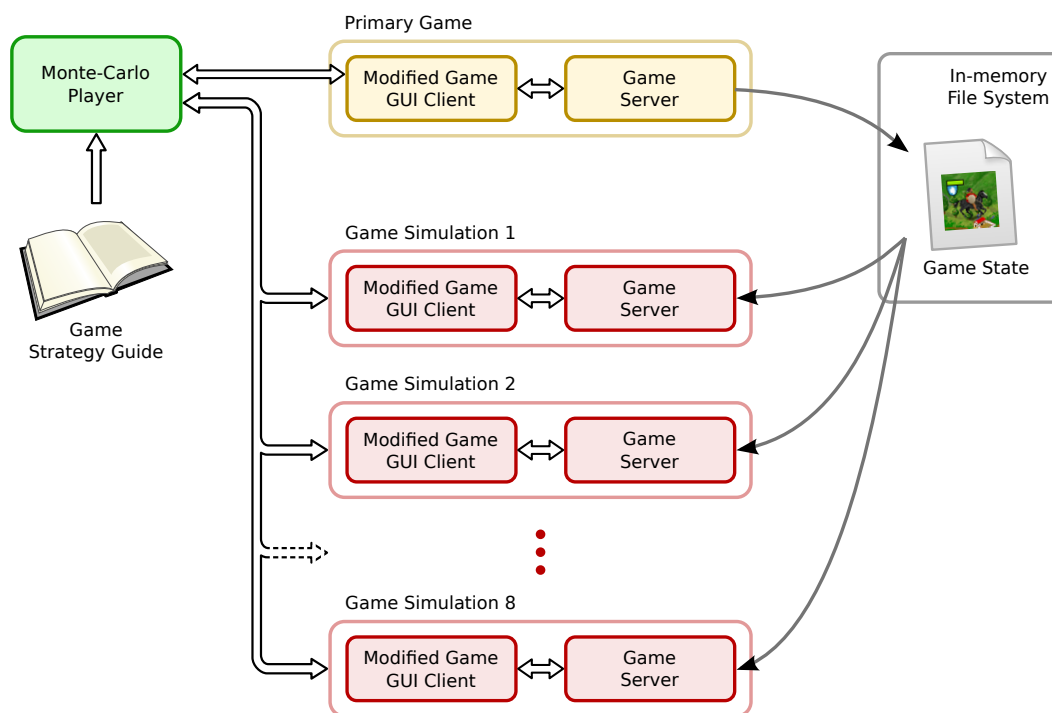 Primary Game
Monte-Carlo
Player
Modified Game
GUI Client
Game
Server
In-memory
File System
Game State
Game
Strategy Guide
Game Simulation 1
Modified Game
GUI Client
Game
Server
Game Simulation 2
Modified Game
GUI Client
Game
Server
Game Simulation 8
Modified Game
GUI Client
Game
Server